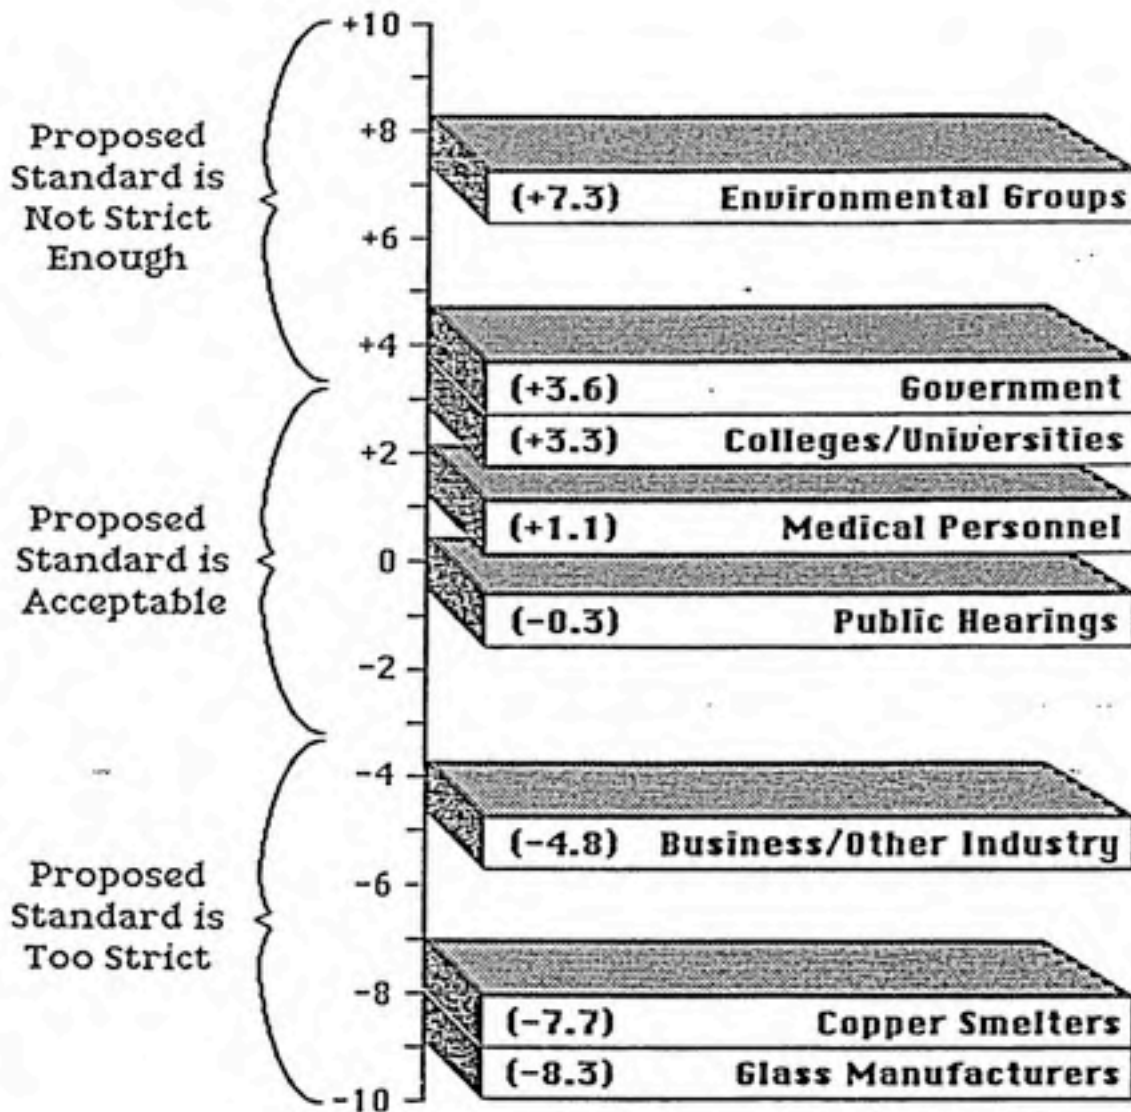 +10
Proposed
Standard is
Not Strict
Enough
+8
(+7.3) Environmental Groups
+6
+4
(+3.6) Government
(+3.3) Colleges/Universities
+2
(+1.1) Medical Personnel
Proposed
Standard is
Acceptable
0
(-0.3) Public Hearings
-2
-4
(-4.8) Business/Other Industry
-6
Proposed
Standard is
Too Strict
-8
(-7.7) Copper Smelters
(-8.3) Glass Manufacturers
-10